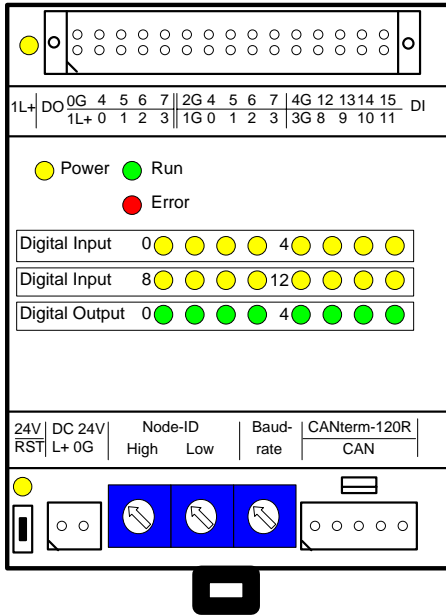 0G 4 5 6 7 2G 4 5 6 7 4G 12 13 14 15
1L+ DO DI
1L+ 0 1 2 3 1G 0 1 2 3 3G 8 9 10 11
Power Run
Error
Digital Input 0 4
Digital Input 8 12
Digital Output 0 4
24V DC 24V Node-ID Baud- CANterm-120R
RST L+ 0G High Low rate CAN